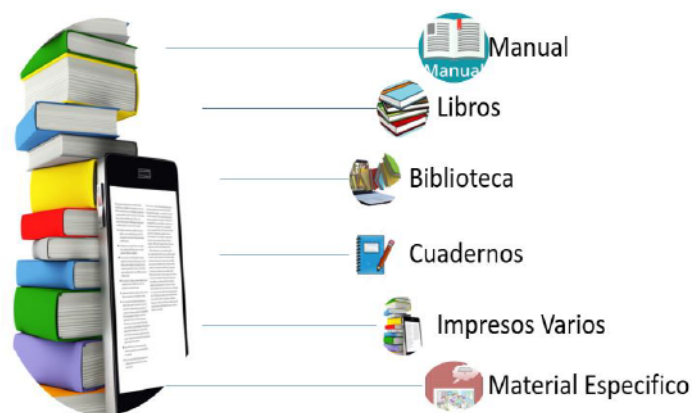 Manual
Manual
Libros
Biblioteca
Cuadernos
Impresos Varios
Material Especifico